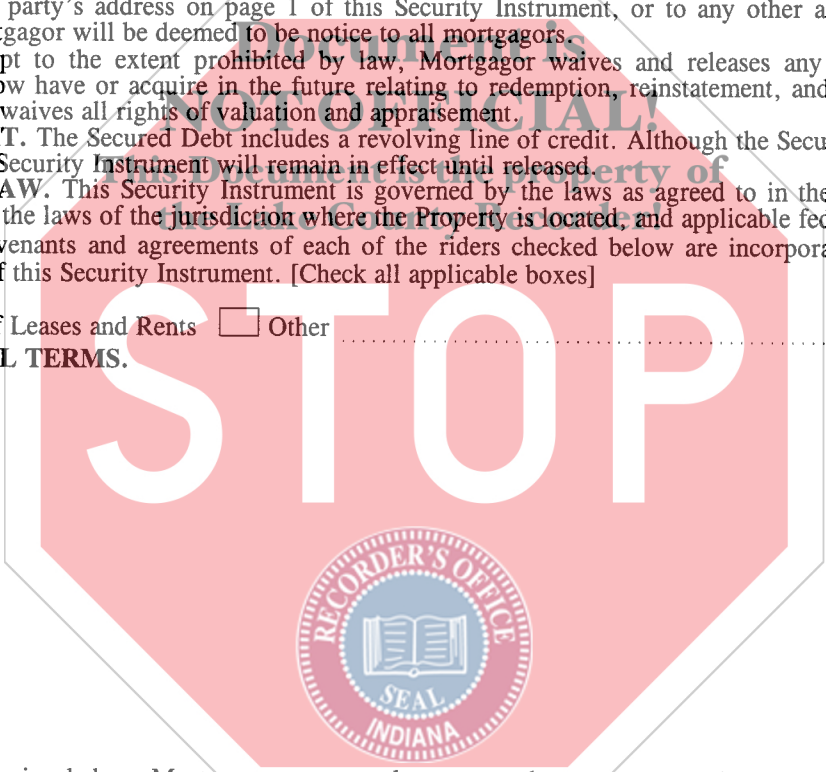 party's address on page 1 of this Security Instrument, or to any other a
gagor will be deemed to be notice to all mortgagors.
pt to the extent prohibited by law, Mortgagor waives and releases any
ow have or acquire in the future relating to redemption, reinstatement, and
waives all rights of valuation and appraisement.
T. The Secured Debt includes a revolving line of credit. Although the Secu
Security Instrument will remain in effect until released.
AW. This Security Instrument is governed by the laws as agreed to in the
the laws of the jurisdiction where the Property is located, and applicable fed
venants and agreements of each of the riders checked below are incorpora
f this Security Instrument. [Check all applicable boxes]
f Leases and Rents Other
L TERMS.
Document is
NOT OFFICIAL!
This Document is the property of
the Lake County Recorder!
STOP
RECORDER'S OFFICE
SEAL
INDIANA